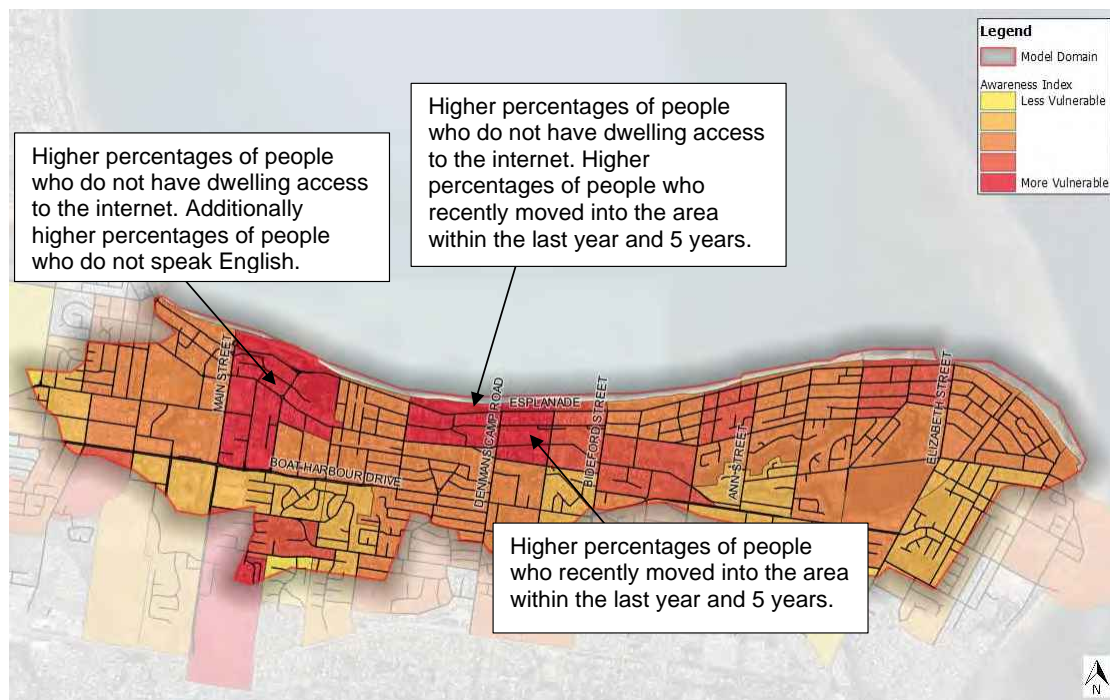 Legend
Model Domain
Awareness Index
Less Vulnerable
More Vulnerable
Higher percentages of people
who do not have dwelling access
to the internet. Higher
percentages of people who
recently moved into the area
within the last year and 5 years.
Higher percentages of people
who do not have dwelling access
to the internet. Additionally
higher percentages of people
who do not speak English.
MAIN STREET
ESPLANADE
DENMANS CAMP ROAD
BIDEFORD STREET
ELIZABETH STREET
ANN STREET
BOAT HARBOUR DRIVE
Higher percentages of people
who recently moved into the area
within the last year and 5 years.
N